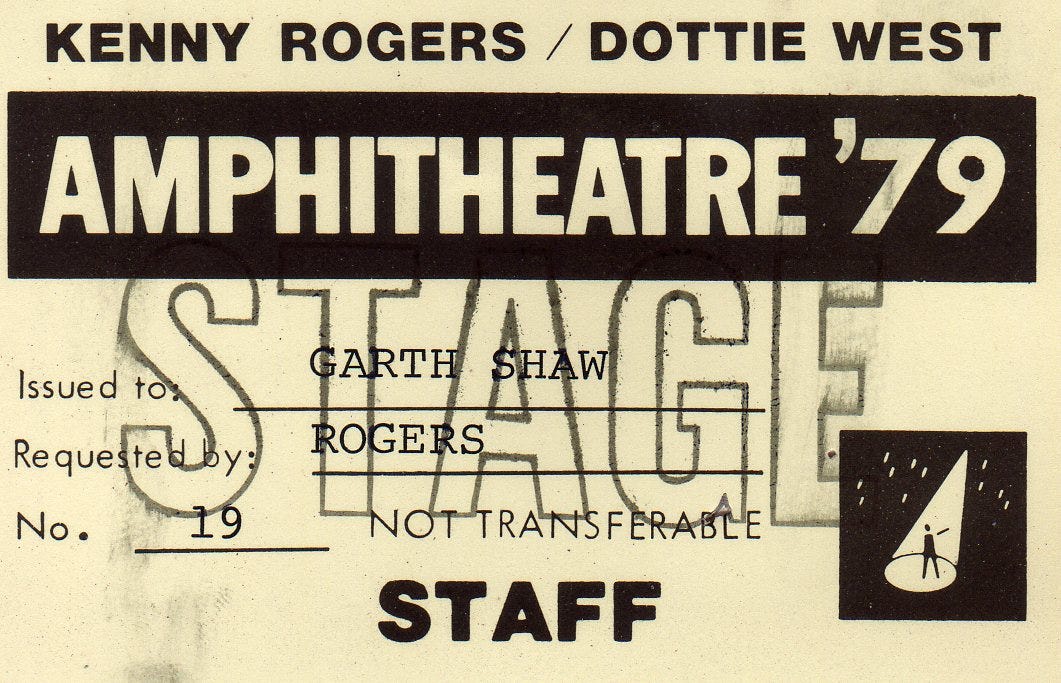 KENNY ROGERS / DOTTIE WEST
AMPHITHEATRE '79
STAGE
Issued to: GARTH SHAW
Requested by: ROGERS
No. 19 NOT TRANSFERABLE
STAFF